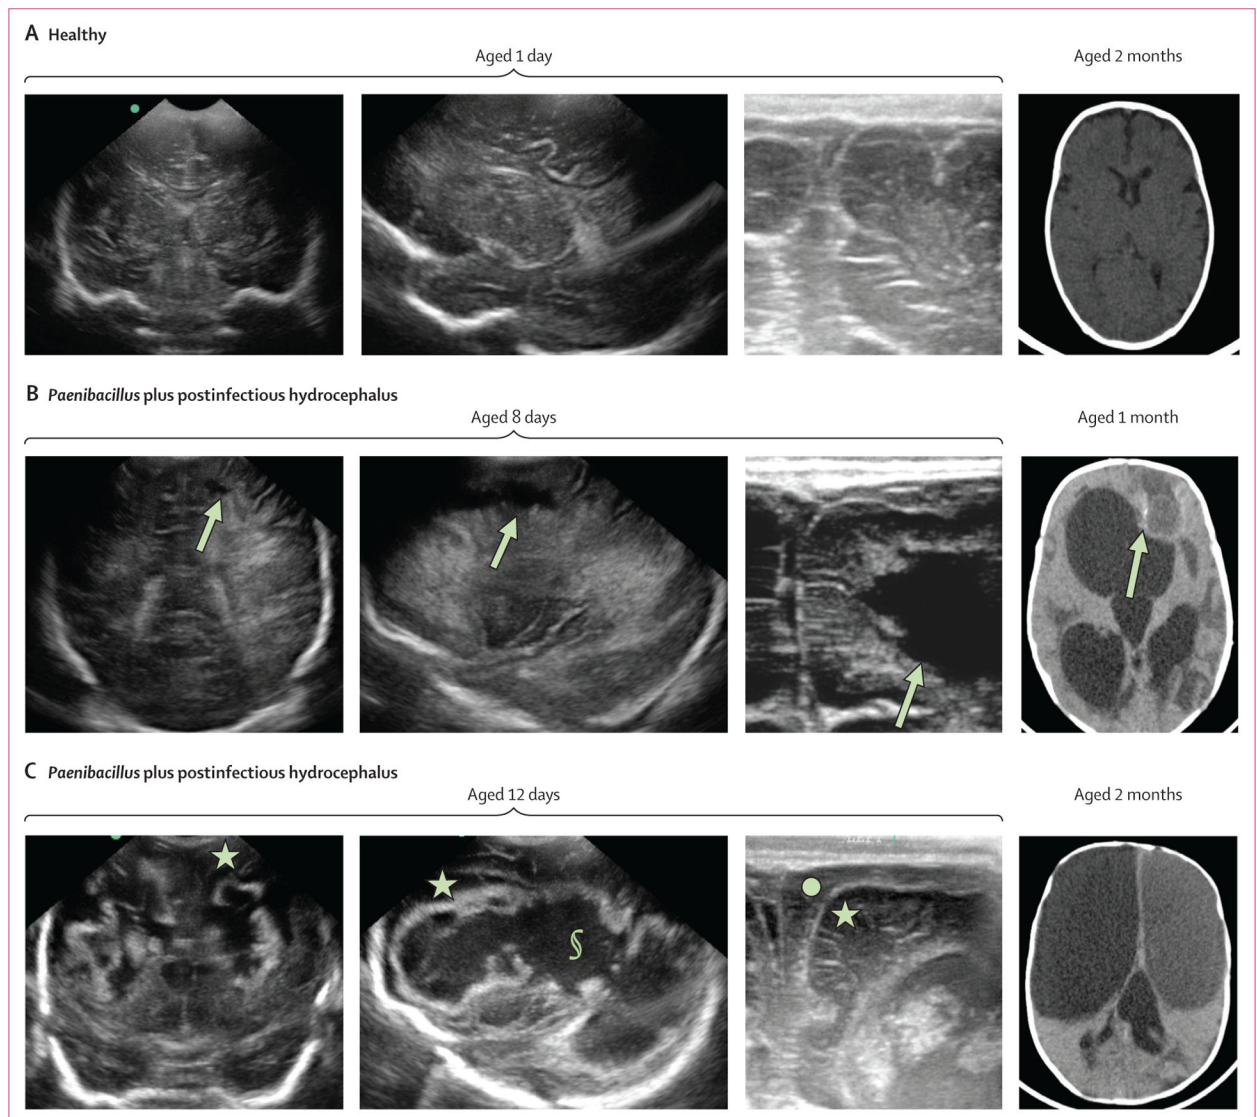 A Healthy
Aged 1 day
Aged 2 months
B Paenibacillus plus postinfectious hydrocephalus
Aged 8 days
Aged 1 month
C Paenibacillus plus postinfectious hydrocephalus
Aged 12 days
Aged 2 months
§